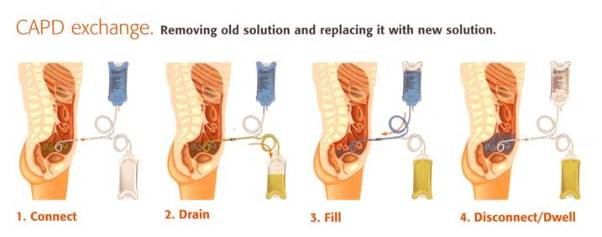 CAPD exchange. Removing old solution and replacing it with new solution.
1. Connect
2. Drain
3. Fill
4. Disconnect/Dwell